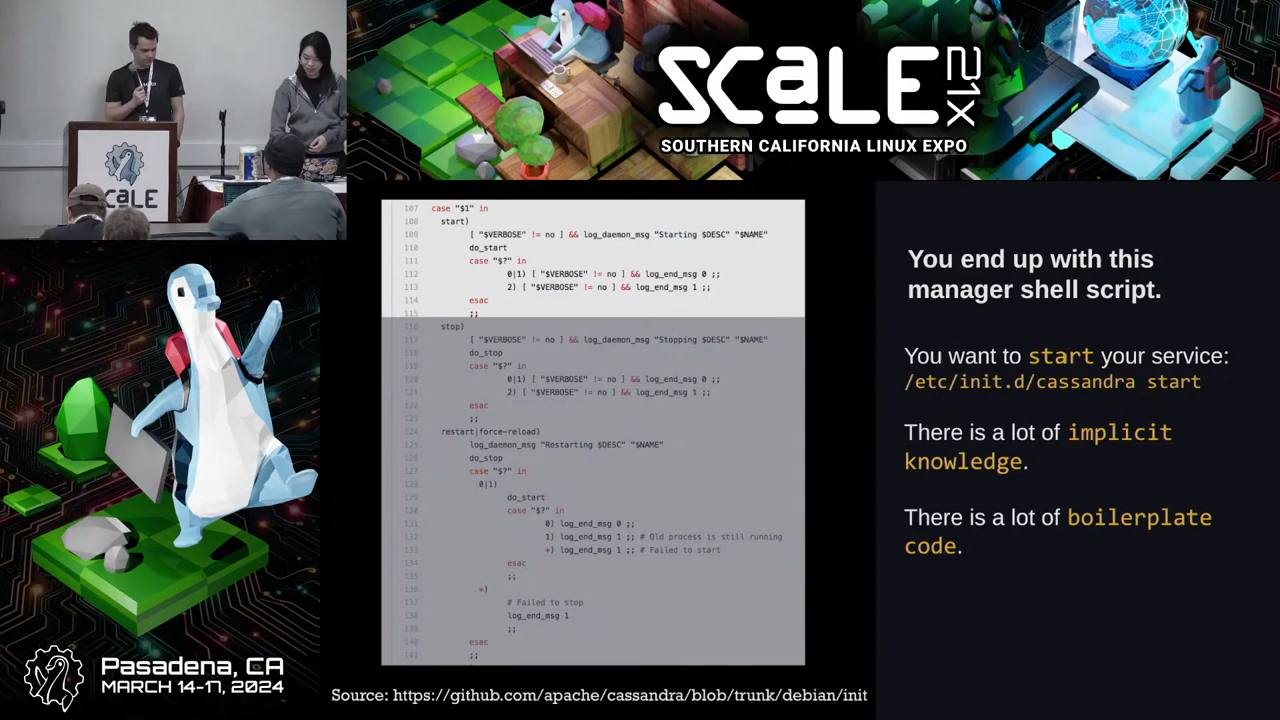 SCALE
SCALE 21X
SOUTHERN CALIFORNIA LINUX EXPO
107 case "$1" in
108 start)
109 [ "$VERBOSE" != no ] && log_daemon_msg "Starting $DESC" "$NAME"
110 do_start
111 case "$?" in
112 0|1) [ "$VERBOSE" != no ] && log_end_msg 0 ;;
113 2) [ "$VERBOSE" != no ] && log_end_msg 1 ;;
114 esac
115 ;;
116 stop)
117 [ "$VERBOSE" != no ] && log_daemon_msg "Stopping $DESC" "$NAME"
118 do_stop
119 case "$?" in
120 0|1) [ "$VERBOSE" != no ] && log_end_msg 0 ;;
121 2) [ "$VERBOSE" != no ] && log_end_msg 1 ;;
122 esac
123 ;;
124 restart|force-reload)
125 log_daemon_msg "Restarting $DESC" "$NAME"
126 do_stop
127 case "$?" in
128 0|1)
129 do_start
130 case "$?" in
131 0) log_end_msg 0 ;;
132 1) log_end_msg 1 ;; # Old process is still running
133 *) log_end_msg 1 ;; # Failed to start
134 esac
135 ;;
136 *)
137 # Failed to stop
138 log_end_msg 1
139 ;;
140 esac
141 ;;
You end up with this
manager shell script.
You want to start your service:
/etc/init.d/cassandra start
There is a lot of implicit
knowledge.
There is a lot of boilerplate
code.
Pasadena, CA
MARCH 14-17, 2024
Source: https://github.com/apache/cassandra/blob/trunk/debian/init